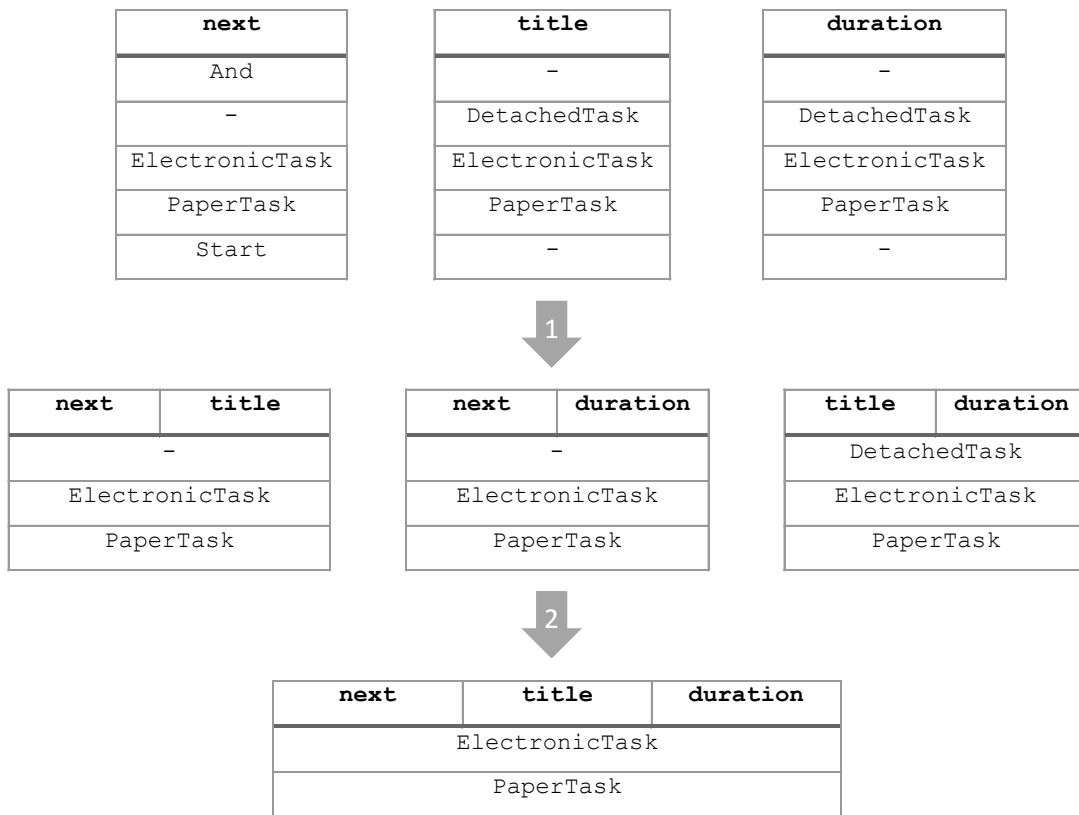 next title duration
And - -
- DetachedTask DetachedTask
ElectronicTask ElectronicTask ElectronicTask
PaperTask PaperTask PaperTask
Start - -
1
next title next duration title duration
- - DetachedTask
ElectronicTask ElectronicTask ElectronicTask
PaperTask PaperTask PaperTask
2
next title duration
ElectronicTask
PaperTask